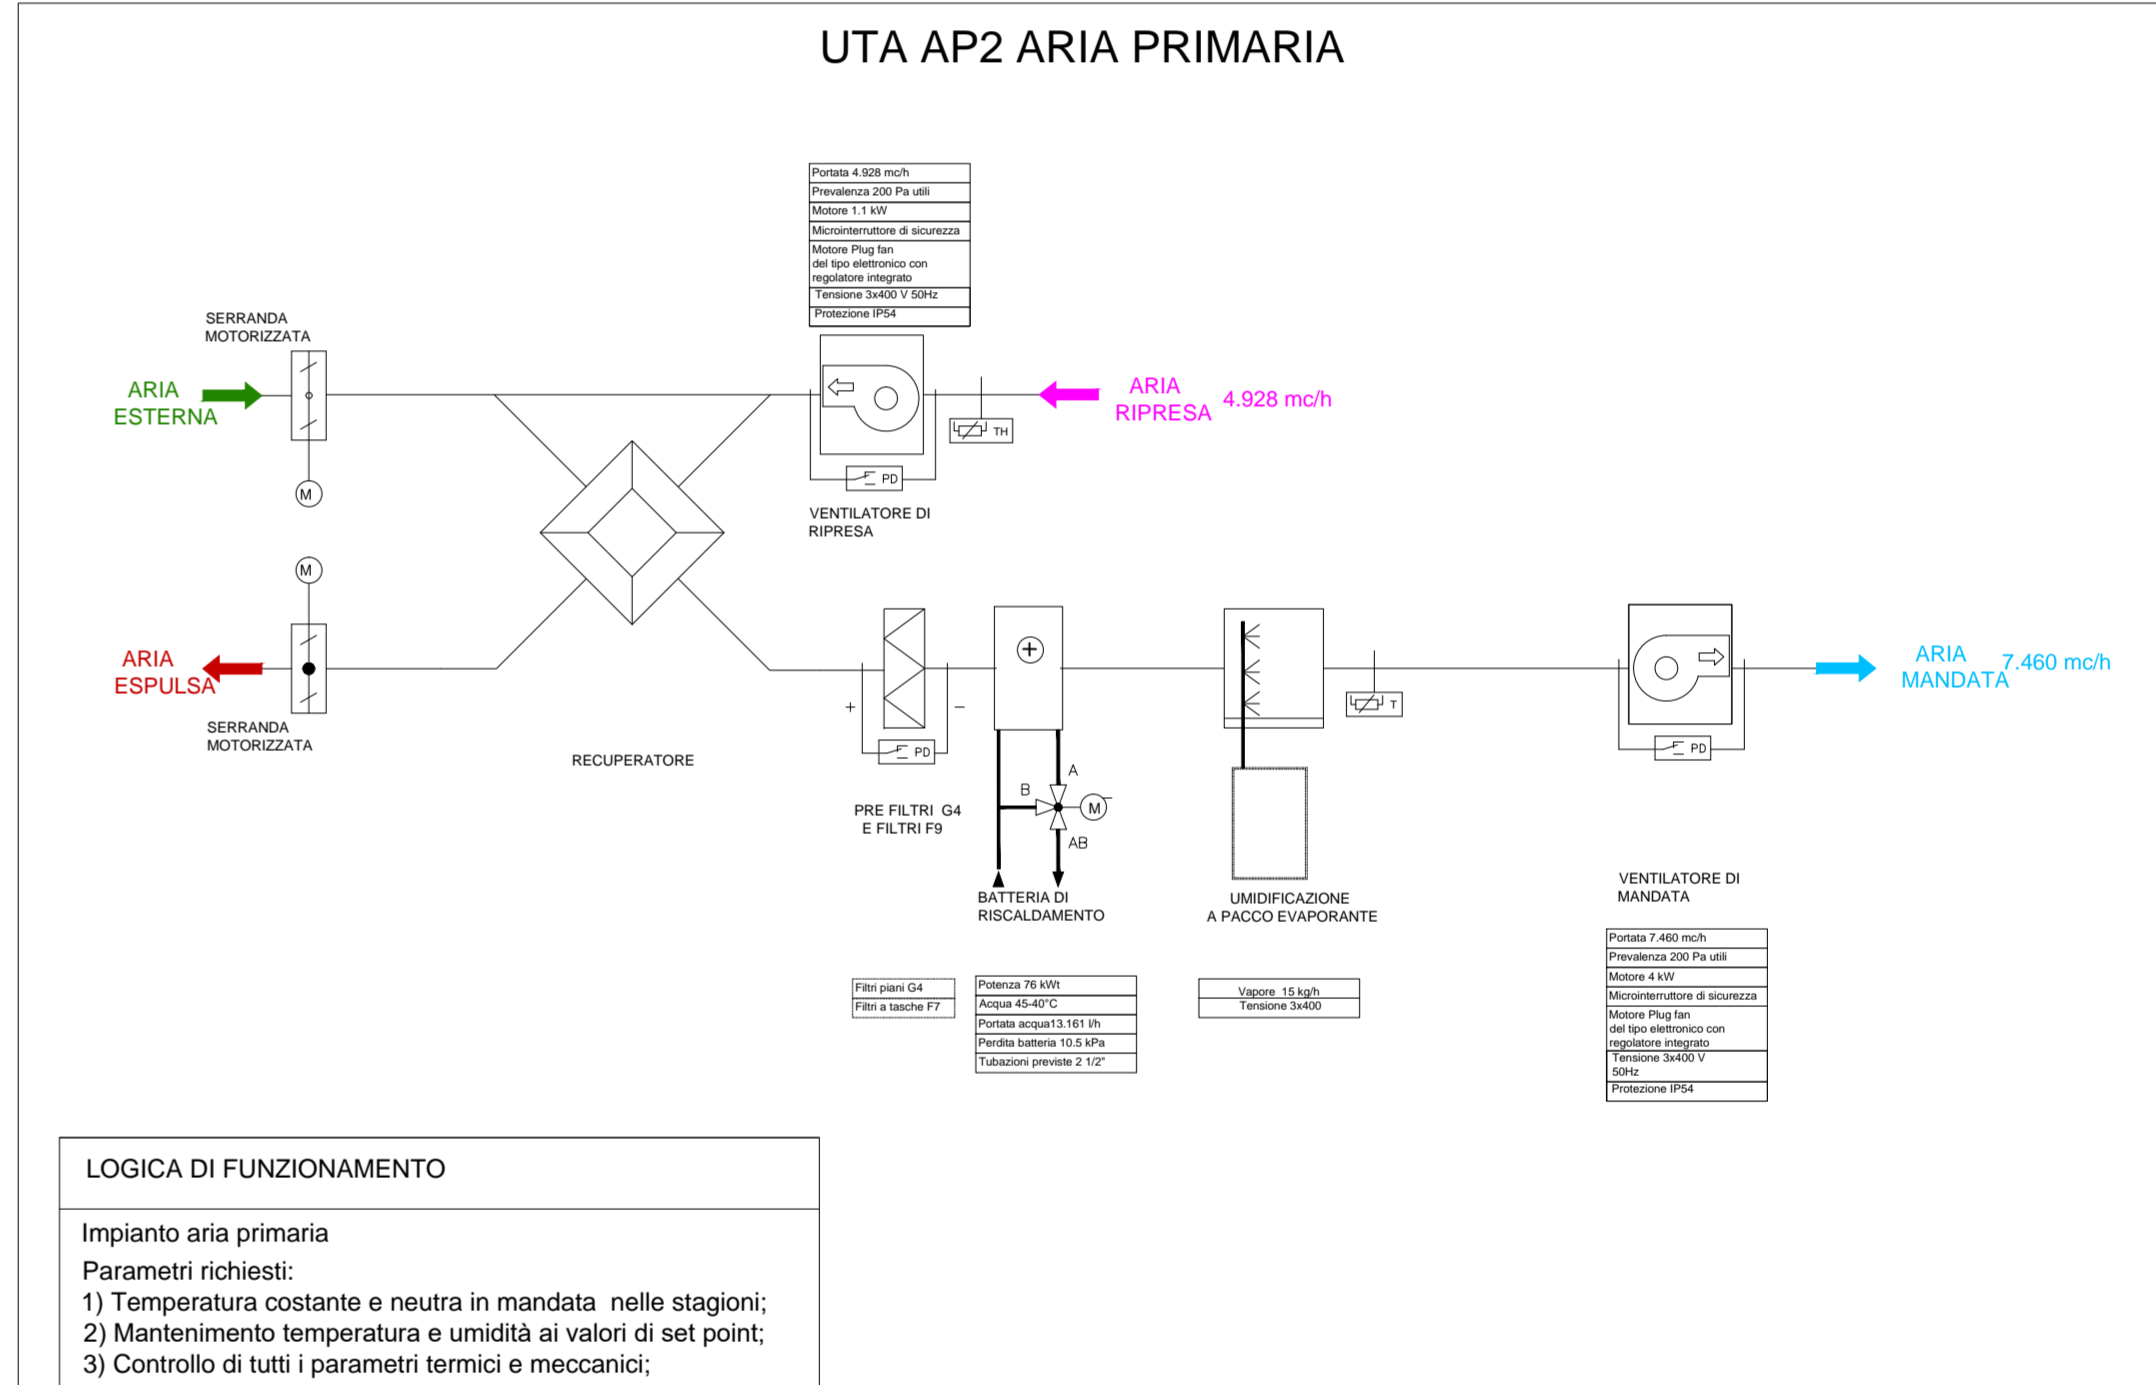 UTA AP2 ARIA PRIMARIA
Portata 4.928 mc/h
Prevalenza 200 Pa utili
Motore 1.1 kW
Microinterruttore di sicurezza
Motore Plug fan
del tipo elettronico con
regolatore integrato
Tensione 3x400 V 50Hz
Protezione IP54
SERRANDA
MOTORIZZATA
ARIA
ESTERNA
M
TH
PD
ARIA
RIPRESA
4.928 mc/h
VENTILATORE DI
RIPRESA
M
ARIA
ESPULSA
SERRANDA
MOTORIZZATA
RECUPERATORE
+
−
PD
PRE FILTRI G4
E FILTRI F9
+
A
B
M
AB
BATTERIA DI
RISCALDAMENTO
UMIDIFICAZIONE
A PACCO EVAPORANTE
T
PD
ARIA
MANDATA
7.460 mc/h
VENTILATORE DI
MANDATA
Filtri piani G4
Filtri a tasche F7
Potenza 76 kWt
Acqua 45-40°C
Portata acqua13.161 l/h
Perdita batteria 10.5 kPa
Tubazioni previste 2 1/2"
Vapore 15 kg/h
Tensione 3x400
Portata 7.460 mc/h
Prevalenza 200 Pa utili
Motore 4 kW
Microinterruttore di sicurezza
Motore Plug fan
del tipo elettronico con
regolatore integrato
Tensione 3x400 V
50Hz
Protezione IP54
LOGICA DI FUNZIONAMENTO
Impianto aria primaria
Parametri richiesti:
1) Temperatura costante e neutra in mandata nelle stagioni;
2) Mantenimento temperatura e umidità ai valori di set point;
3) Controllo di tutti i parametri termici e meccanici;